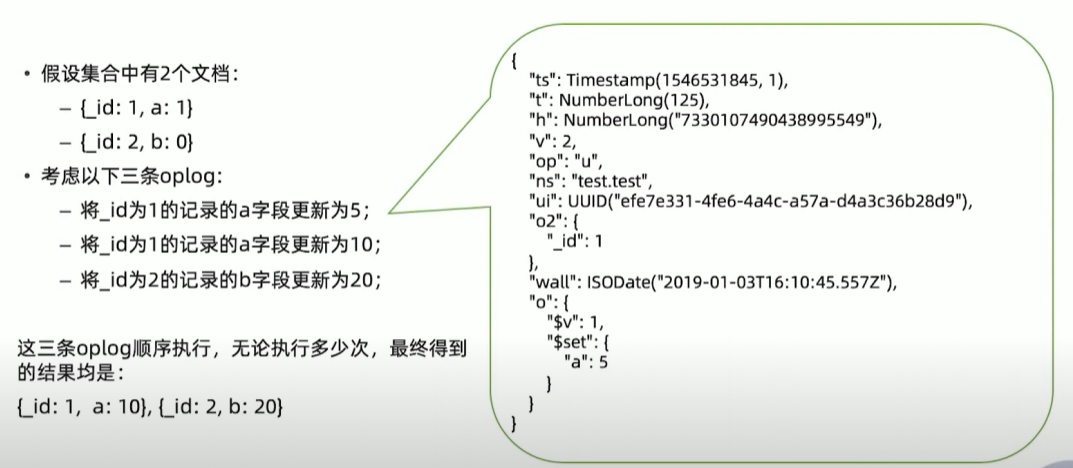 • 假设集合中有2个文档：
– {_id: 1, a: 1}
– {_id: 2, b: 0}
• 考虑以下三条oplog：
– 将_id为1的记录的a字段更新为5；
– 将_id为1的记录的a字段更新为10；
– 将_id为2的记录的b字段更新为20；
这三条oplog顺序执行，无论执行多少次，最终得到
的结果均是：
{_id: 1, a: 10}, {_id: 2, b: 20}
{
"ts": Timestamp(1546531845, 1),
"t": NumberLong(125),
"h": NumberLong("7330107490438995549"),
"v": 2,
"op": "u",
"ns": "test.test",
"ui": UUID("efe7e331-4fe6-4a4c-a57a-d4a3c36b28d9"),
"o2": {
"_id": 1
},
"wall": ISODate("2019-01-03T16:10:45.557Z"),
"o": {
"$v": 1,
"$set": {
"a": 5
}
}
}